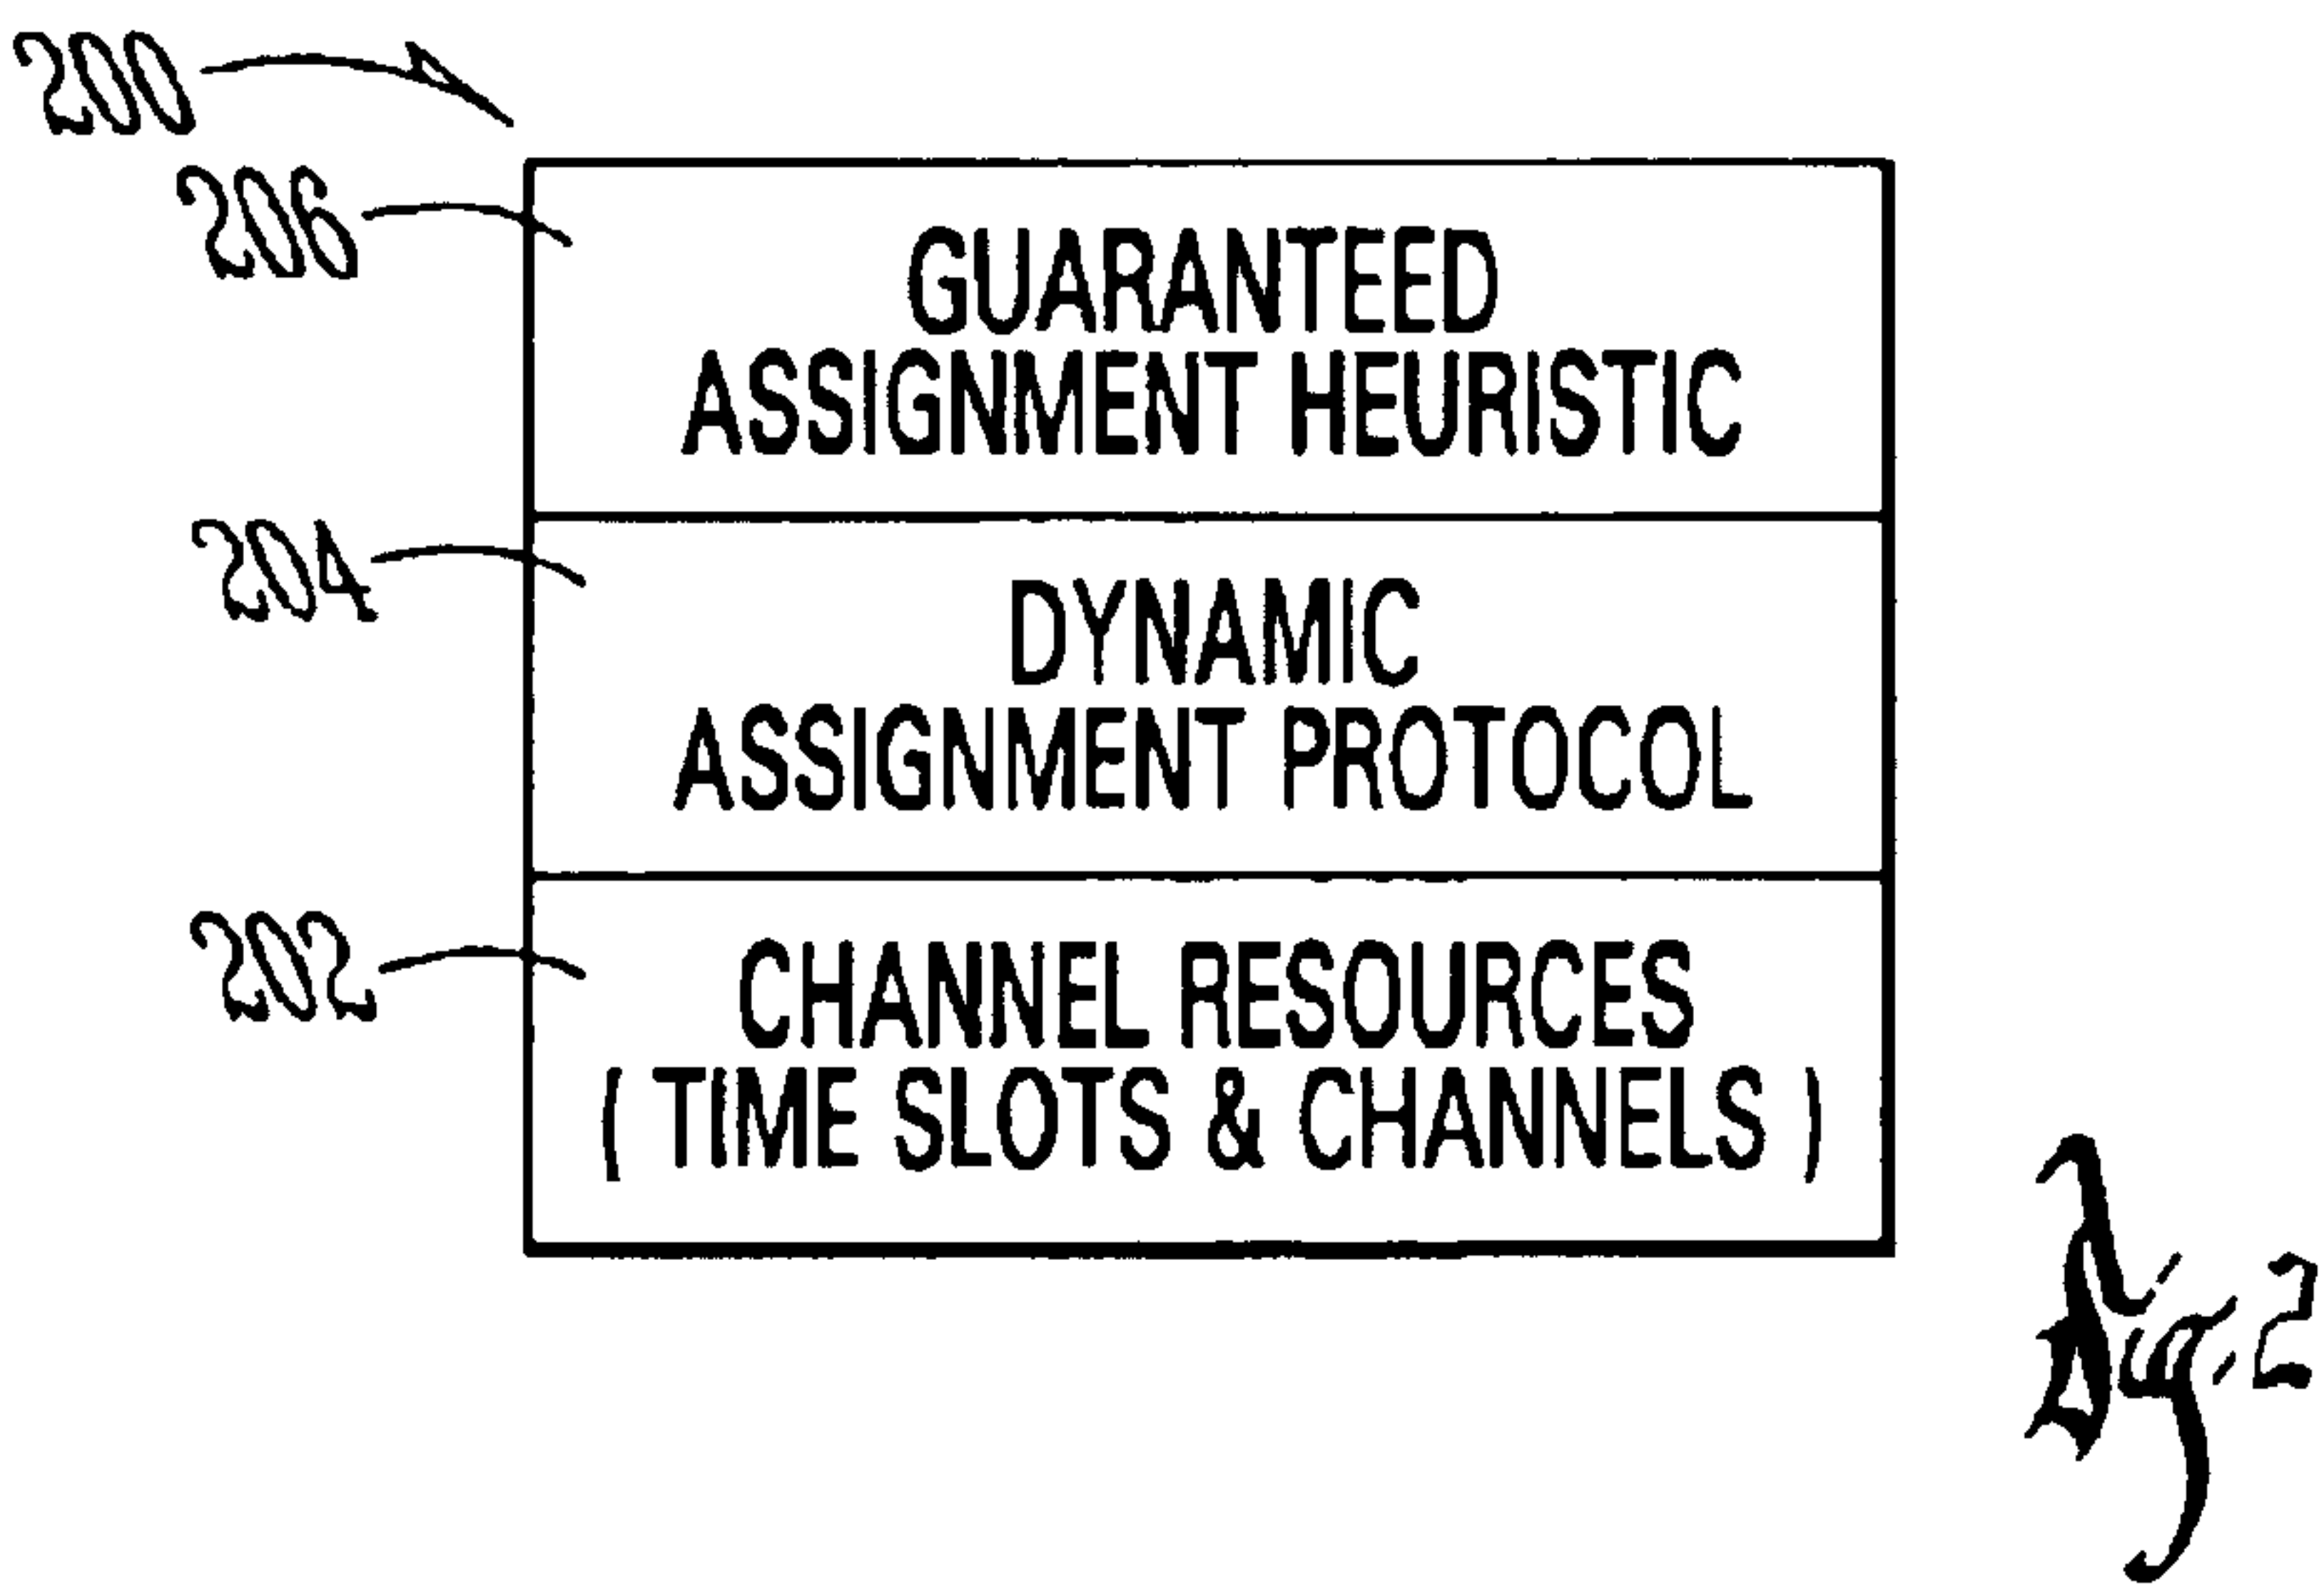 200
206
GUARANTEED
ASSIGNMENT HEURISTIC
204
DYNAMIC
ASSIGNMENT PROTOCOL
202
CHANNEL RESOURCES
( TIME SLOTS & CHANNELS )
Fig. 2